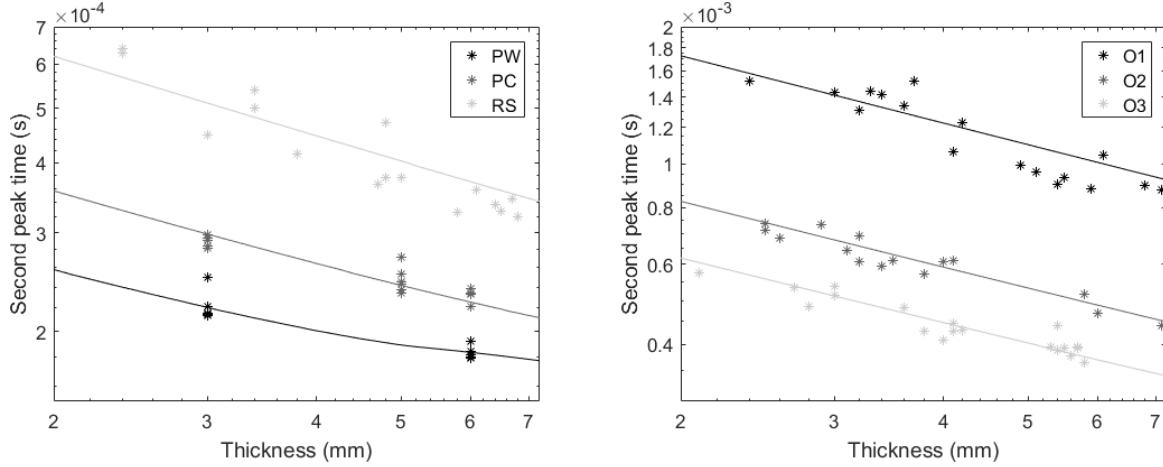 ×10⁻⁴
7
6
5
4
3
2
Second peak time (s)
2 3 4 5 6 7
Thickness (mm)
PW
PC
RS
×10⁻³
2
1.8
1.6
1.4
1.2
1
0.8
0.6
0.4
Second peak time (s)
2 3 4 5 6 7
Thickness (mm)
O1
O2
O3